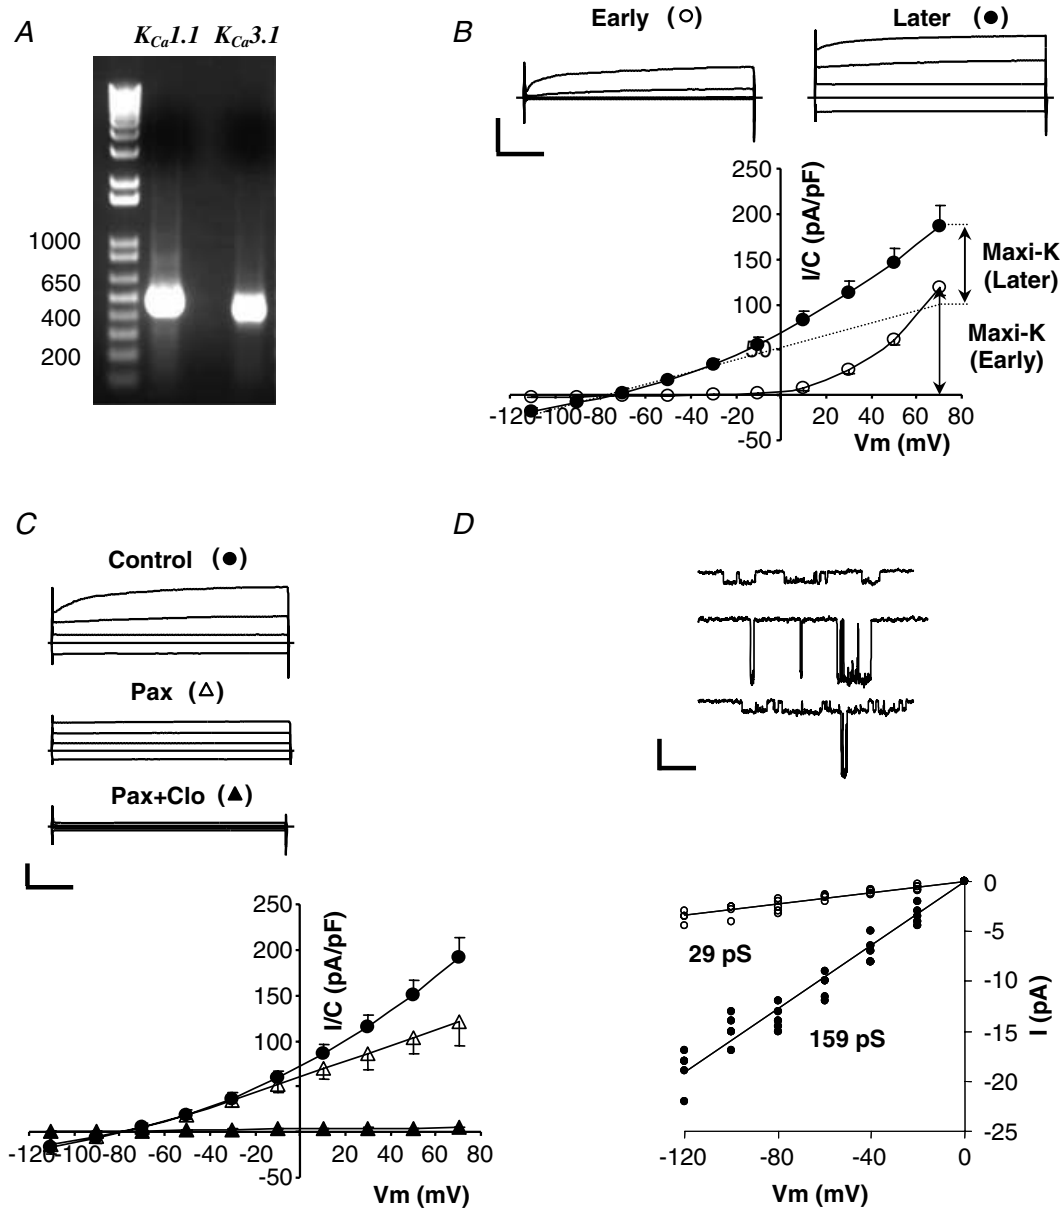 A
K_Ca1.1 K_Ca3.1
1000
650
400
200
B
Early (○)
Later (●)
I/C (pA/pF)
250
200
150
100
50
-50
-120 -100 -80 -60 -40 -20 20 40 60 80
Vm (mV)
Maxi-K
(Later)
Maxi-K
(Early)
C
Control (●)
Pax (△)
Pax+Clo (▲)
I/C (pA/pF)
250
200
150
100
-50
-120 -100 -80 -60 -40 -20 20 40 60 80
Vm (mV)
D
29 pS
159 pS
0
-5
-10
-15
-20
-25
I (pA)
-120 -80 -40 0
Vm (mV)